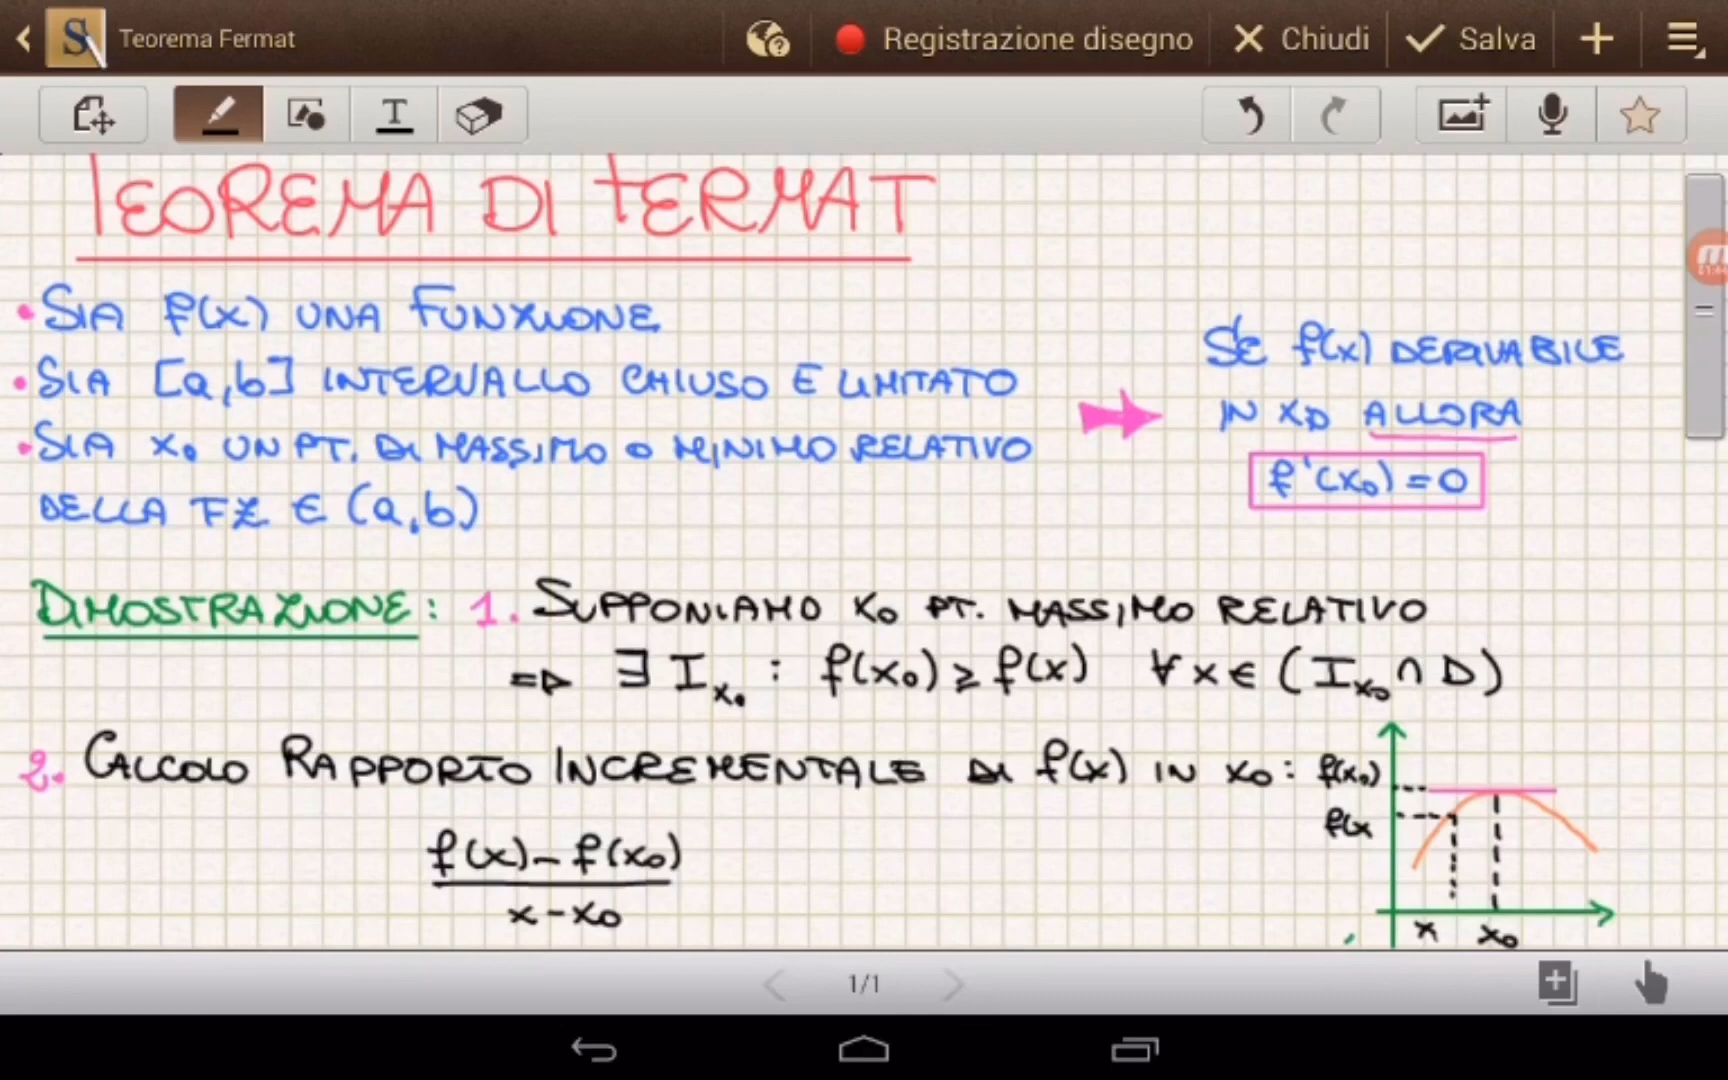 Teorema Fermat
Registrazione disegno
Chiudi
Salva
T
TEOREMA DI FERMAT
• SIA f(x) UNA FUNZIONE
• SIA [a,b] INTERVALLO CHIUSO E LIMITATO
• SIA x₀ UN PT. DI MASSIMO O MINIMO RELATIVO
DELLA FZ ∈ (a,b)
SE f(x) DERIVABILE
IN x₀ ALLORA
f'(x₀) = 0
DIMOSTRAZIONE: 1. SUPPONIAMO x₀ PT. MASSIMO RELATIVO
=> ∃ Iₓ₀ : f(x₀) ≥ f(x) ∀ x ∈ (Iₓ₀ ∩ D)
2. CALCOLO RAPPORTO INCREMENTALE DI f(x) IN x₀:
f(x) - f(x₀)
x - x₀
f(x₀)
f(x
x x₀
1/1